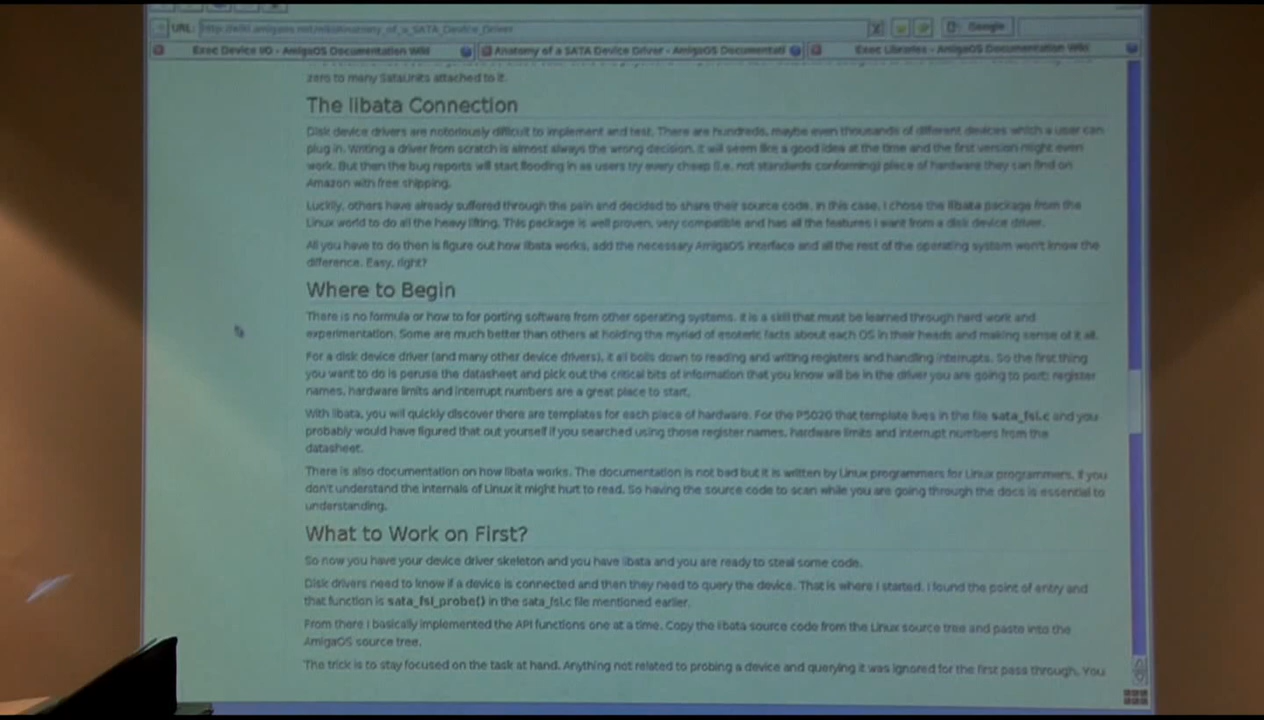 URL: http://wiki.amigaos.net/wiki/Anatomy_of_a_SATA_Device_Driver
Google
Exec Device I/O - AmigaOS Documentation Wiki
Anatomy of a SATA Device Driver - AmigaOS Documentati
Exec Libraries - AmigaOS Documentation Wiki
zero to many SataUnits attached to it.
The libata Connection
Disk device drivers are notoriously difficult to implement and test. There are hundreds, maybe even thousands of different devices which a user can
plug in. Writing a driver from scratch is almost always the wrong decision. It will seem like a good idea at the time and the first version might even
work. But then the bug reports will start flooding in as users try every cheap (i.e. not standards conforming) piece of hardware they can find on
Amazon with free shipping.
Luckily, others have already suffered through the pain and decided to share their source code. In this case, I chose the libata package from the
Linux world to do all the heavy lifting. This package is well proven, very compatible and has all the features I want from a disk device driver.
All you have to do then is figure out how libata works, add the necessary AmigaOS interface and all the rest of the operating system won't know the
difference. Easy, right?
Where to Begin
There is no formula or how to for porting software from other operating systems. It is a skill that must be learned through hard work and
experimentation. Some are much better than others at holding the myriad of esoteric facts about each OS in their heads and making sense of it all.
For a disk device driver (and many other device drivers), it all boils down to reading and writing registers and handling interrupts. So the first thing
you want to do is peruse the datasheet and pick out the critical bits of information that you know will be in the driver you are going to port: register
names, hardware limits and interrupt numbers are a great place to start.
With libata, you will quickly discover there are templates for each piece of hardware. For the P5020 that template lives in the file sata_fsl.c and you
probably would have figured that out yourself if you searched using those register names, hardware limits and interrupt numbers from the
datasheet.
There is also documentation on how libata works. The documentation is not bad but it is written by Linux programmers for Linux programmers. If you
don't understand the internals of Linux it might hurt to read. So having the source code to scan while you are going through the docs is essential to
understanding.
What to Work on First?
So now you have your device driver skeleton and you have libata and you are ready to steal some code.
Disk drivers need to know if a device is connected and then they need to query the device. That is where I started. I found the point of entry and
that function is sata_fsl_probe() in the sata_fsl.c file mentioned earlier.
From there I basically implemented the API functions one at a time. Copy the libata source code from the Linux source tree and paste into the
AmigaOS source tree.
The trick is to stay focused on the task at hand. Anything not related to probing a device and querying it was ignored for the first pass through. You